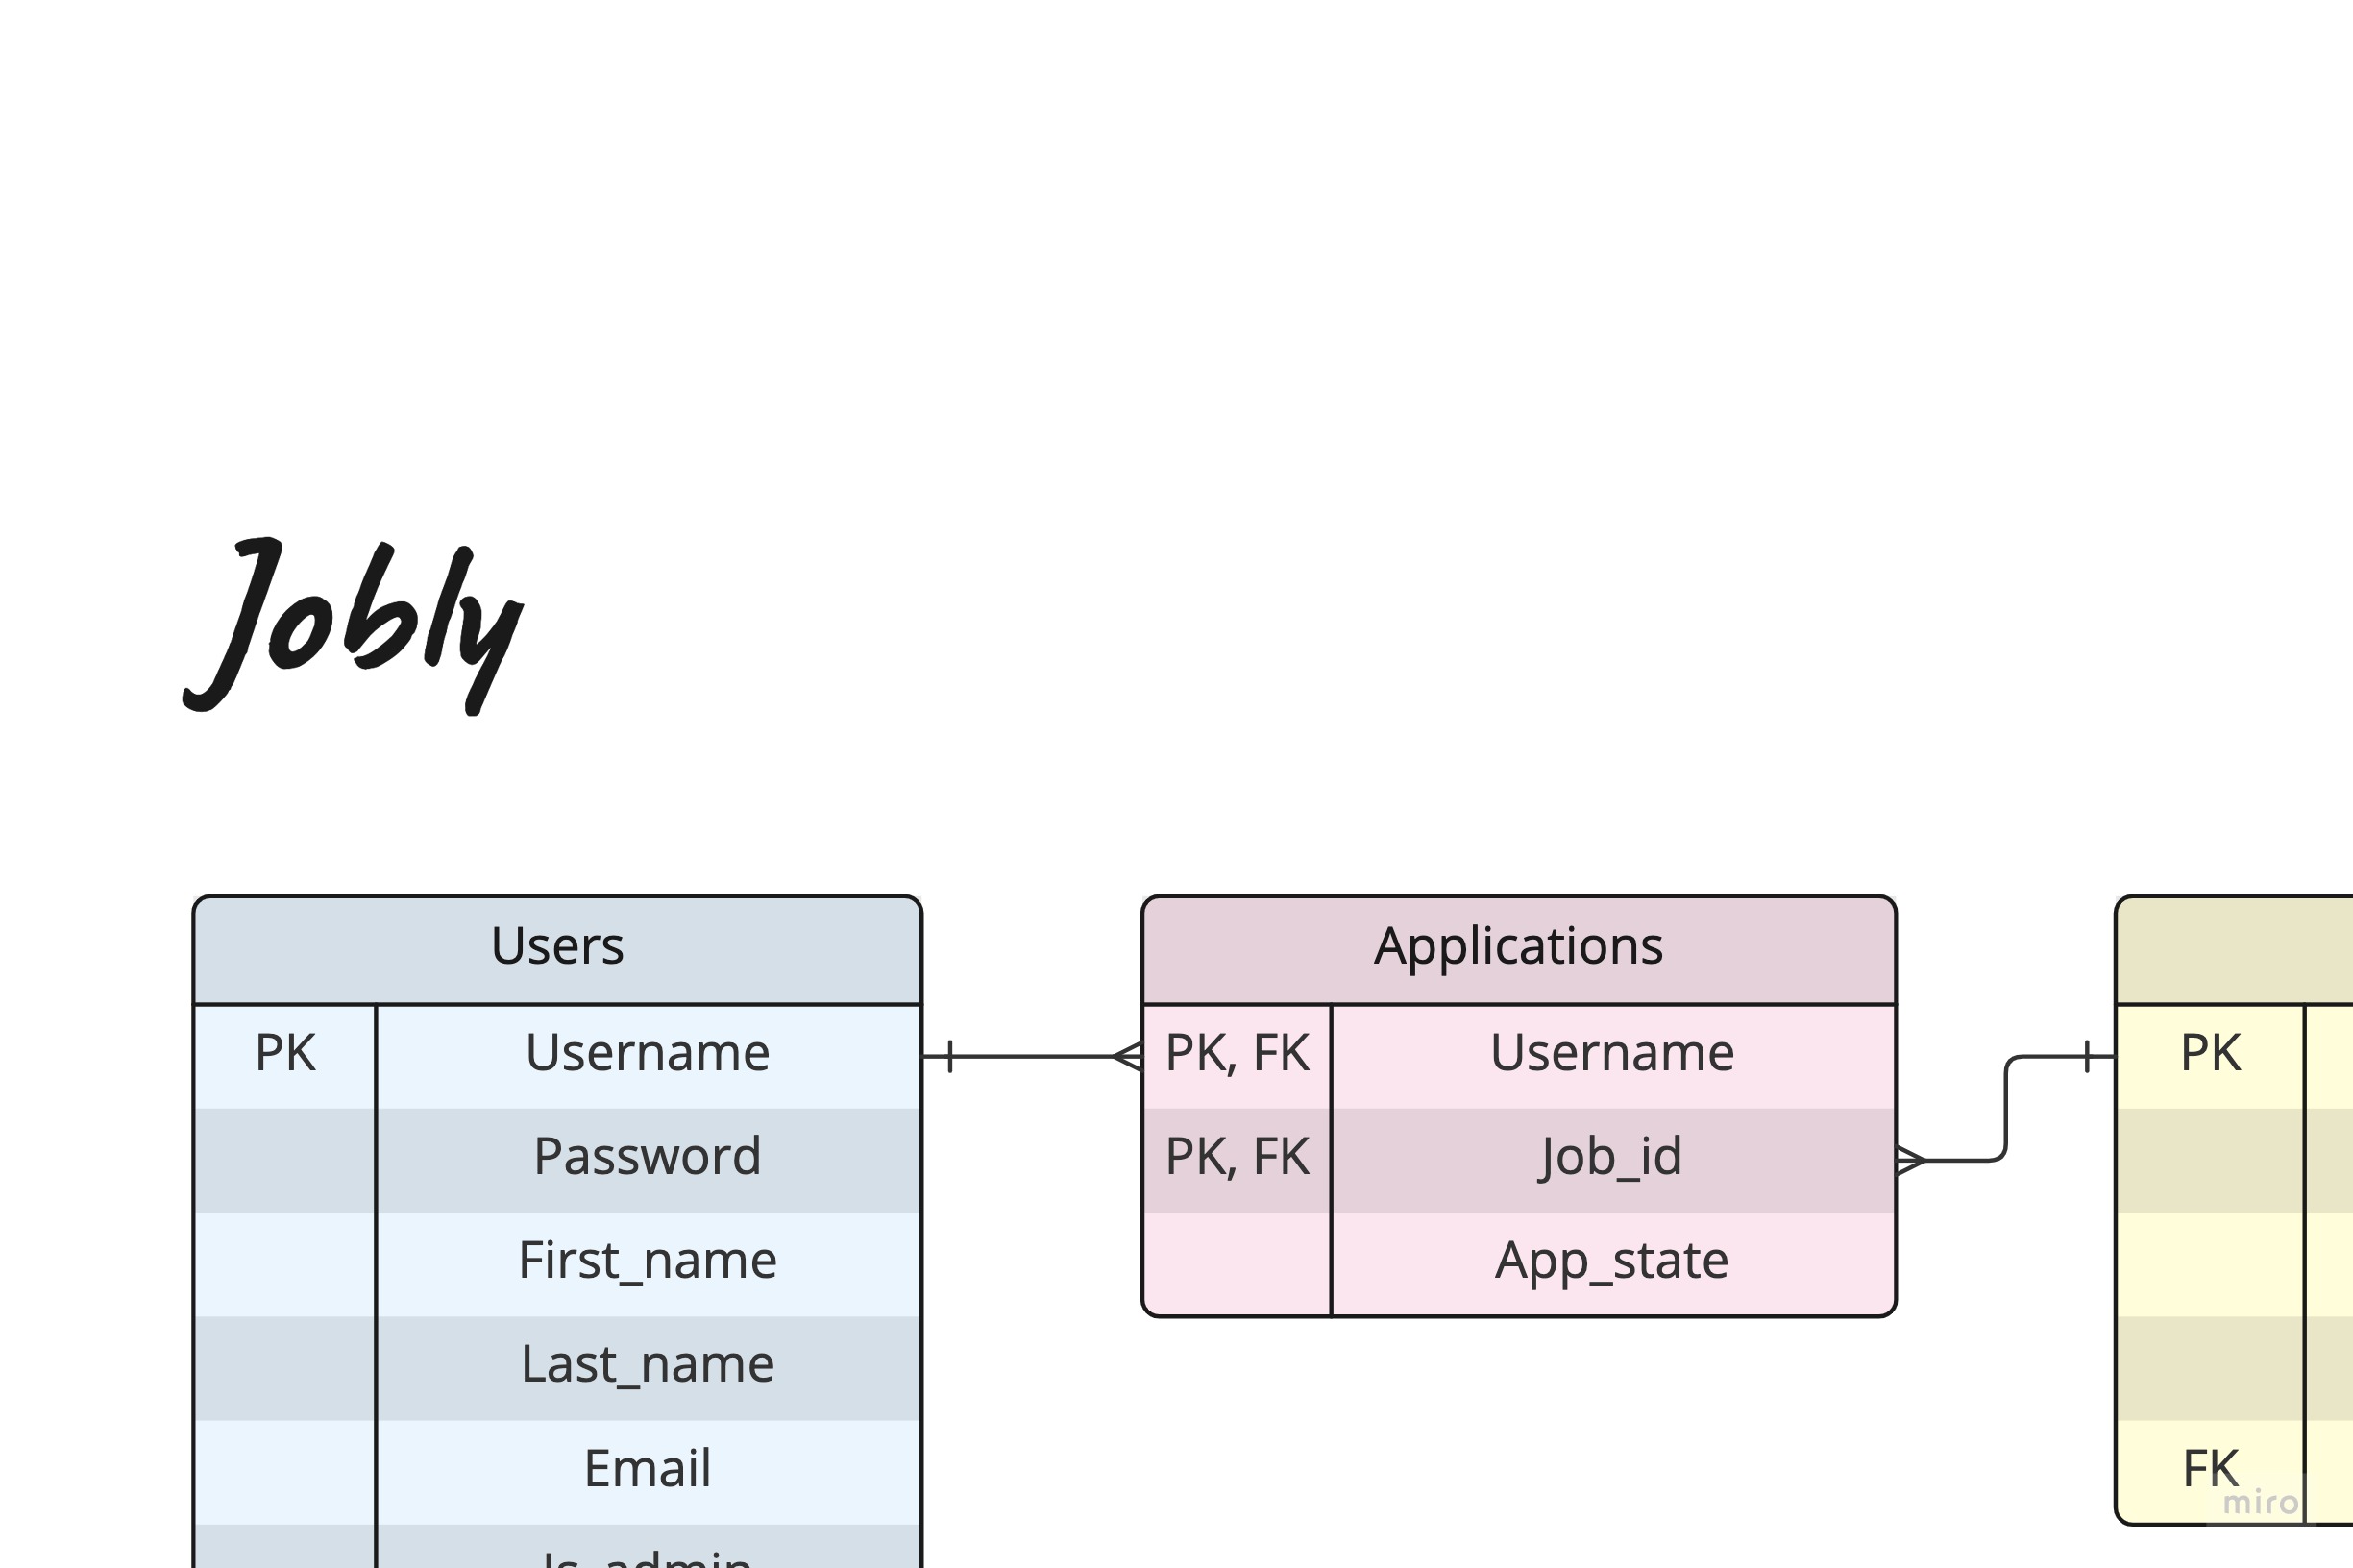 Jobly
Users
PK Username
Password
First_name
Last_name
Email
Is_admin
Applications
PK, FK Username
PK, FK Job_id
App_state
PK
FK
miro